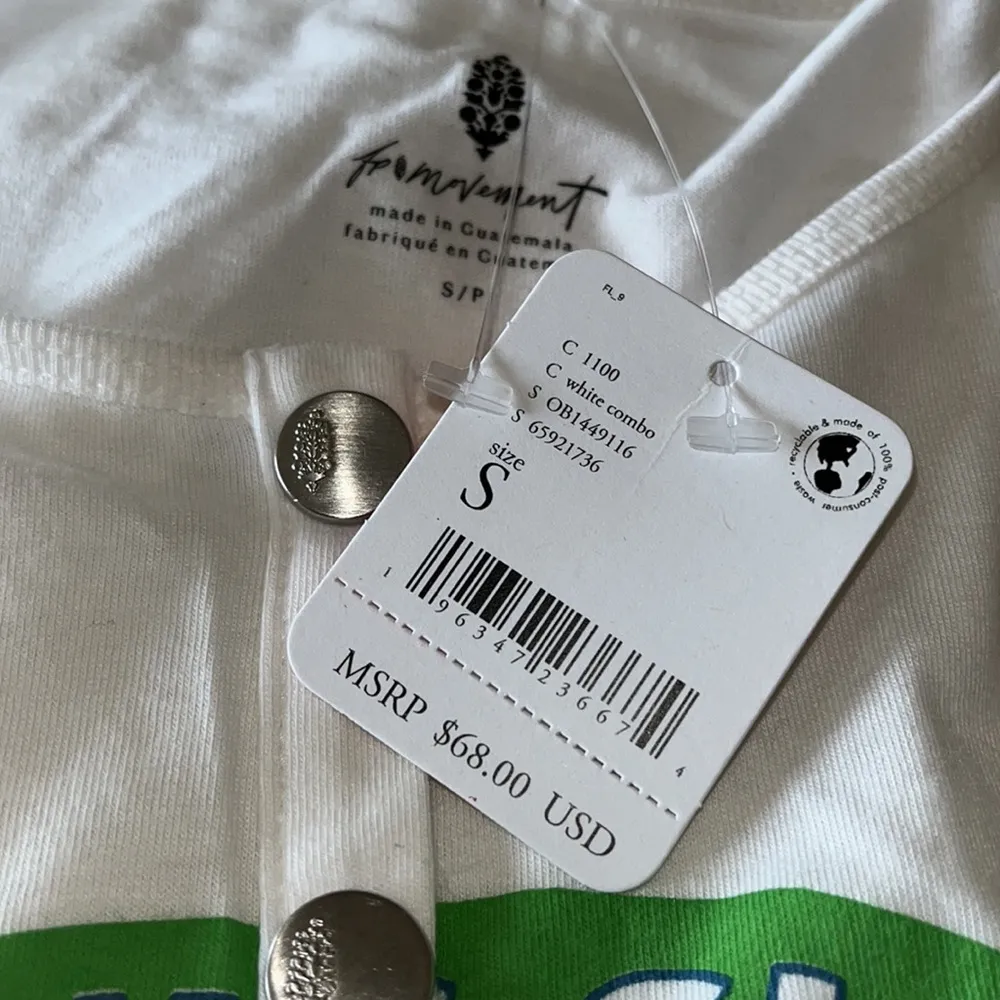 fp movement
made in Guatemala
fabriqué en
S/P
FL_9
C 1100
C white combo
S OB1449116
S 65921736
size
S
recyclable & made of 100% post-consumer waste
1 96347 23667 4
MSRP $68.00 USD